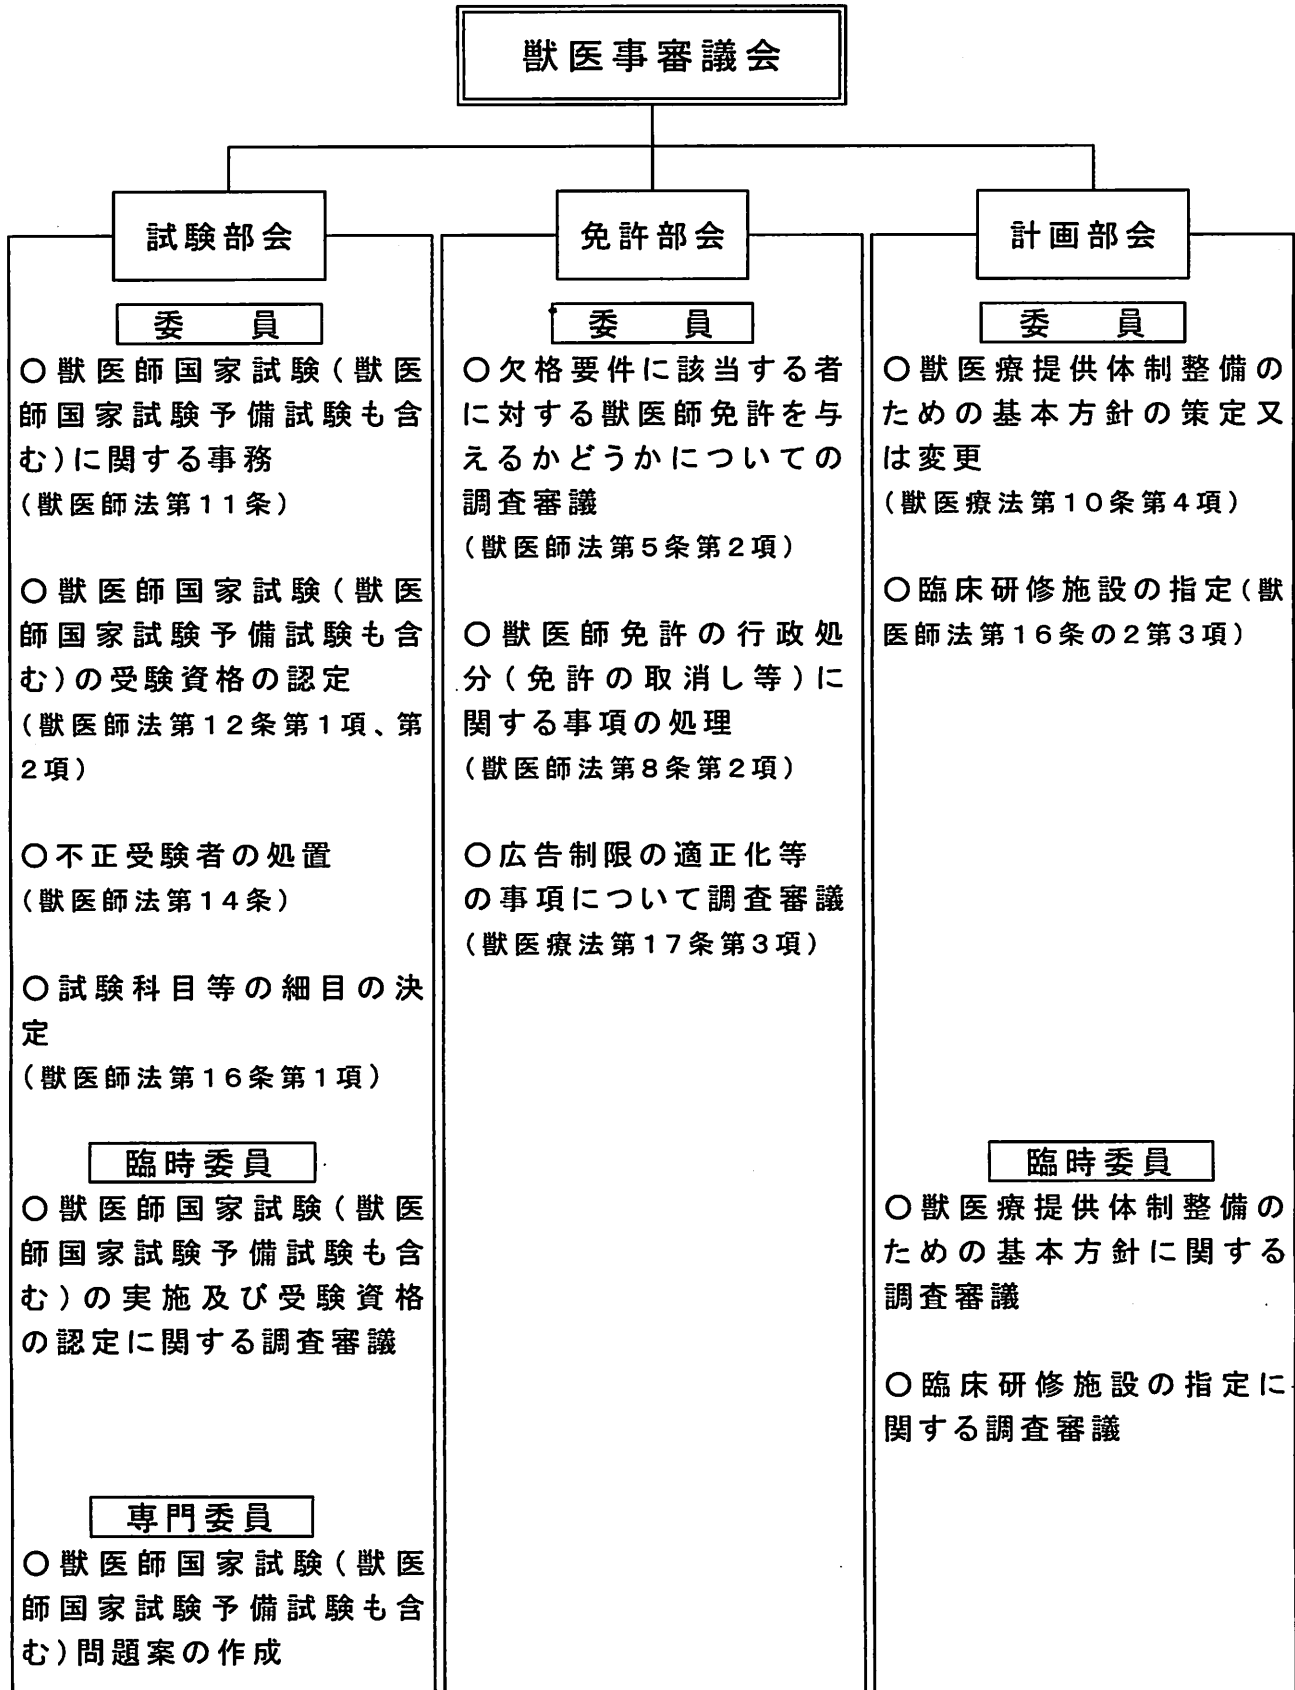 獣医事審議会
試験部会
委　員
○獣医師国家試験(獣医
師国家試験予備試験も含
む)に関する事務
(獣医師法第11条)
○獣医師国家試験(獣医
師国家試験予備試験も含
む)の受験資格の認定
(獣医師法第12条第1項、第
2項)
○不正受験者の処置
(獣医師法第14条)
○試験科目等の細目の決
定
(獣医師法第16条第1項)
臨時委員
○獣医師国家試験(獣医
師国家試験予備試験も含
む)の実施及び受験資格
の認定に関する調査審議
専門委員
○獣医師国家試験(獣医
師国家試験予備試験も含
む)問題案の作成
免許部会
委　員
○欠格要件に該当する者
に対する獣医師免許を与
えるかどうかについての
調査審議
(獣医師法第5条第2項)
○獣医師免許の行政処
分(免許の取消し等)に
関する事項の処理
(獣医師法第8条第2項)
○広告制限の適正化等
の事項について調査審議
(獣医療法第17条第3項)
計画部会
委　員
○獣医療提供体制整備の
ための基本方針の策定又
は変更
(獣医療法第10条第4項)
○臨床研修施設の指定(獣
医師法第16条の2第3項)
臨時委員
○獣医療提供体制整備の
ための基本方針に関する
調査審議
○臨床研修施設の指定に
関する調査審議